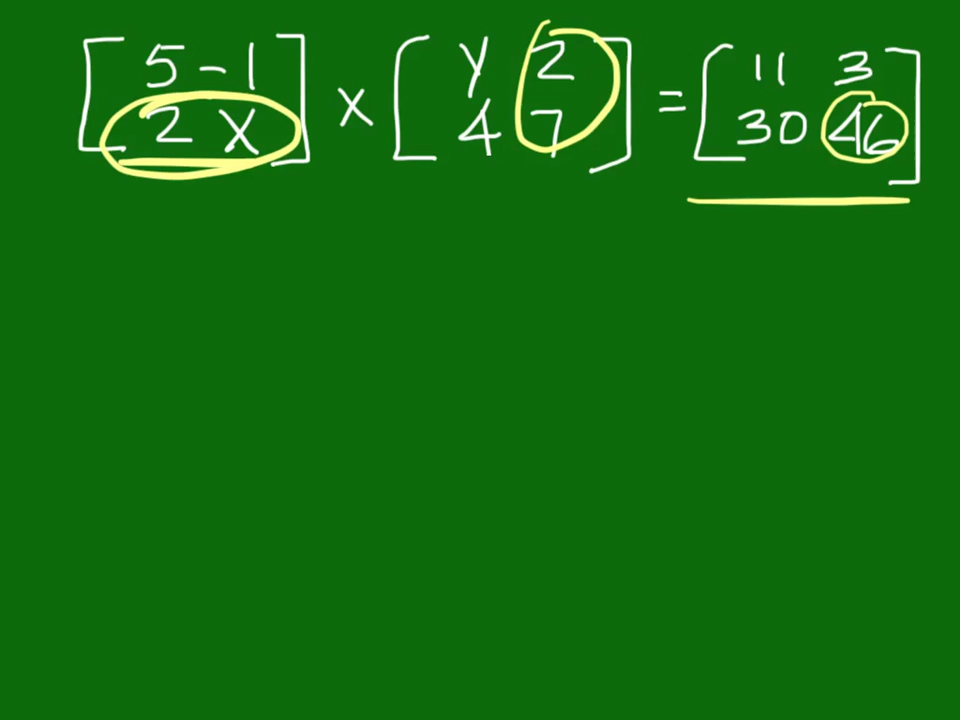 [ 5 -1 ] x [ y 2 ] = [ 11 3 ]
[ 2 x ] [ 4 7 ] [ 30 46 ]